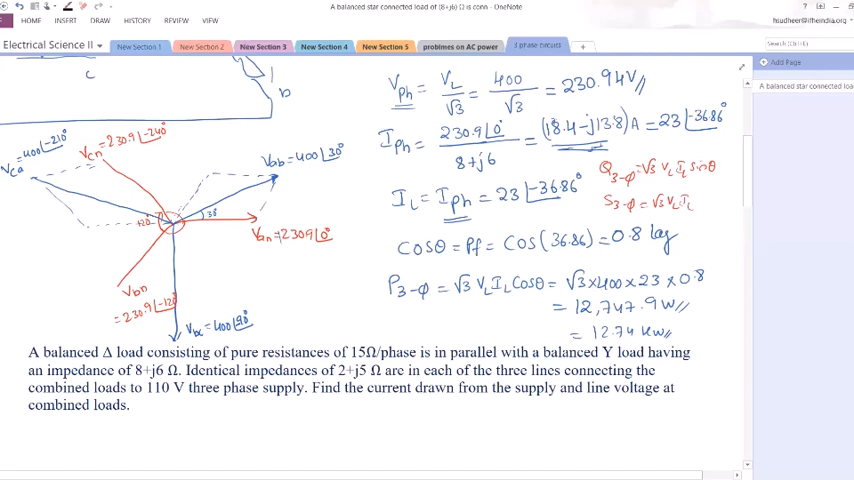 A balanced star connected load of (8+j6) Ω is conn - OneNote
HOME INSERT DRAW HISTORY REVIEW VIEW
hsudheer@ifheindia.org
Electrical Science II
New Section 1 New Section 2 New Section 3 New Section 4 New Section 5 problmes on AC power 3 phase circuits +
Search (Ctrl+E)
Add Page
A balanced star connected loa
c
b
Vph = VL/√3 = 400/√3 = 230.94V//
Iph = 230.9∠0°/8+j6 = (18.4-j13.8)A = 23∠-36.86°
IL = Iph = 23∠-36.86°
Q3-φ = √3 VL IL sinθ
S3-φ = √3 VL IL
Cosθ = Pf = Cos(36.86) = 0.8 lag
P3-φ = √3 VL IL Cosθ = √3×400×23×0.8
= 12,747.9W//
= 12.74 kW//
Vca =400∠-210°
Vcn =230.9∠-240°
Vab =400∠30°
120°
30°
Van =230.9∠0°
Vbn
=230.9∠-120°
Vbc =400∠90°
A balanced Δ load consisting of pure resistances of 15Ω/phase is in parallel with a balanced Y load having
an impedance of 8+j6 Ω. Identical impedances of 2+j5 Ω are in each of the three lines connecting the
combined loads to 110 V three phase supply. Find the current drawn from the supply and line voltage at
combined loads.